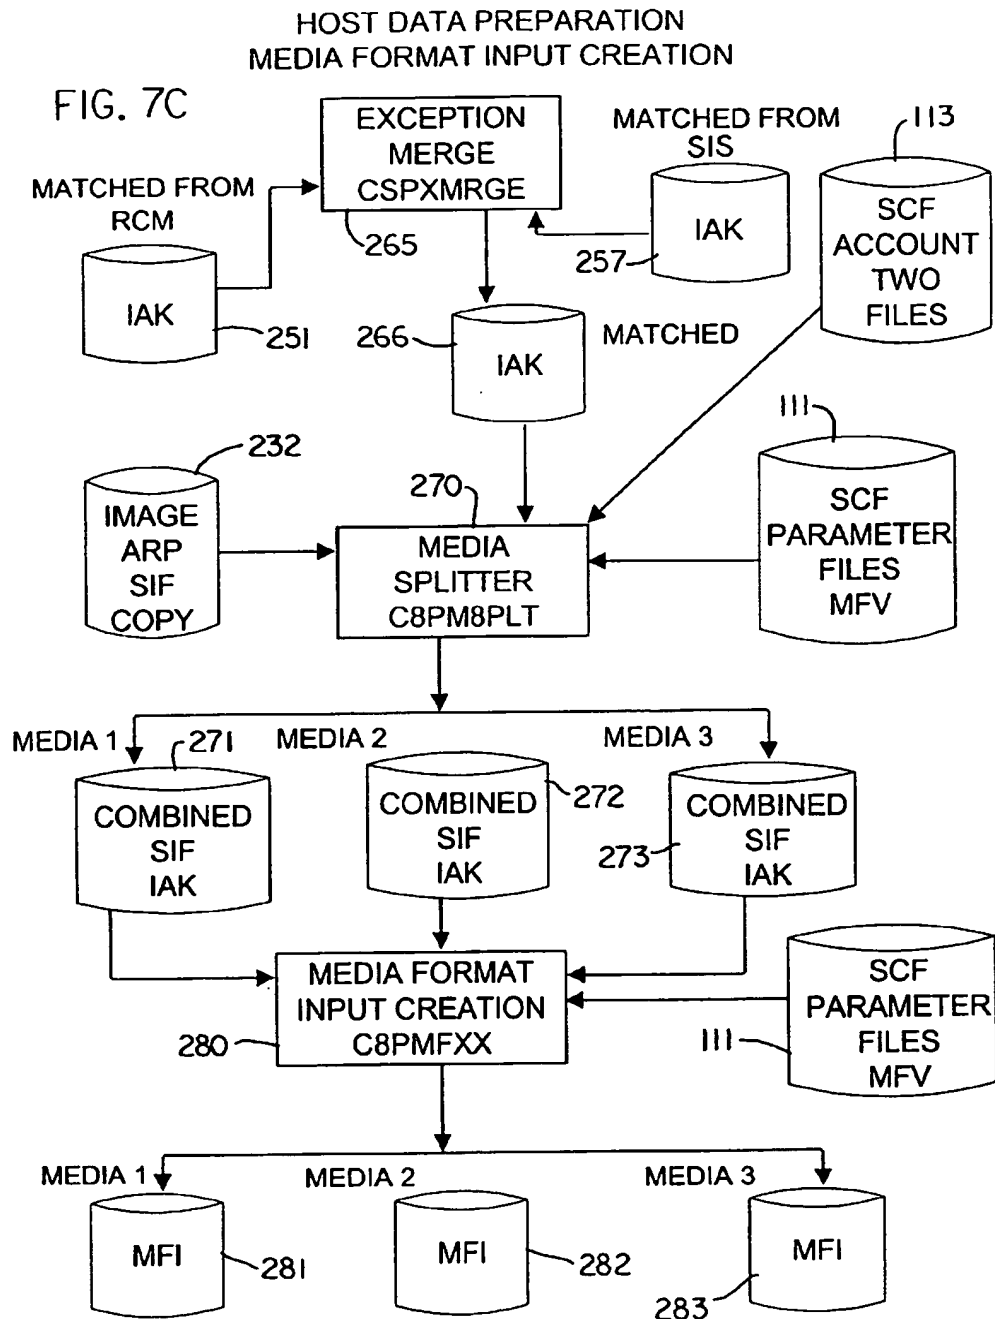 HOST DATA PREPARATION
MEDIA FORMAT INPUT CREATION
FIG. 7C
EXCEPTION
MERGE
CSPXMRGE
265
MATCHED FROM
SIS
IAK
257
113
SCF
ACCOUNT
TWO
FILES
MATCHED FROM
RCM
IAK
251
266
IAK
MATCHED
232
IMAGE
ARP
SIF
COPY
270
MEDIA
SPLITTER
C8PM8PLT
111
SCF
PARAMETER
FILES
MFV
MEDIA 1
271
COMBINED
SIF
IAK
MEDIA 2
272
COMBINED
SIF
IAK
MEDIA 3
273
COMBINED
SIF
IAK
MEDIA FORMAT
INPUT CREATION
C8PMFXX
280
SCF
PARAMETER
FILES
MFV
111
MEDIA 1
MFI
281
MEDIA 2
MFI
282
MEDIA 3
MFI
283